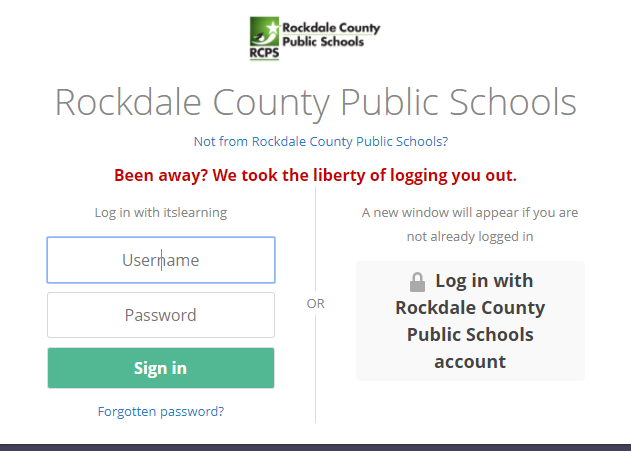 Rockdale County
Public Schools
RCPS
Rockdale County Public Schools
Not from Rockdale County Public Schools?
Been away? We took the liberty of logging you out.
Log in with itslearning
Username
Password
Sign in
Forgotten password?
OR
A new window will appear if you are
not already logged in
Log in with
Rockdale County
Public Schools
account